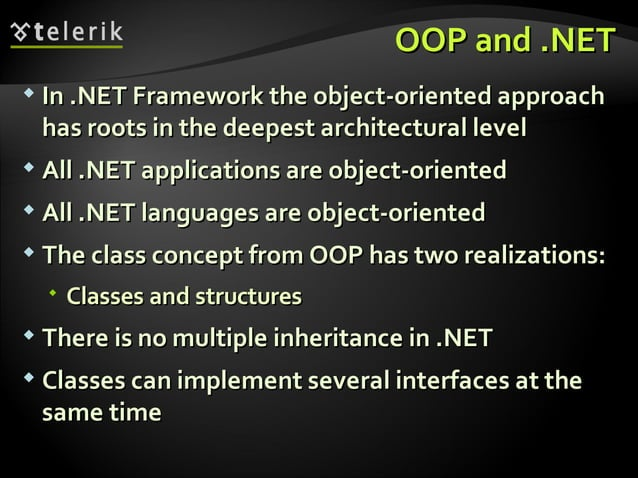 telerik
OOP and .NET
In .NET Framework the object-oriented approach
has roots in the deepest architectural level
All .NET applications are object-oriented
All .NET languages are object-oriented
The class concept from OOP has two realizations:
Classes and structures
There is no multiple inheritance in .NET
Classes can implement several interfaces at the
same time